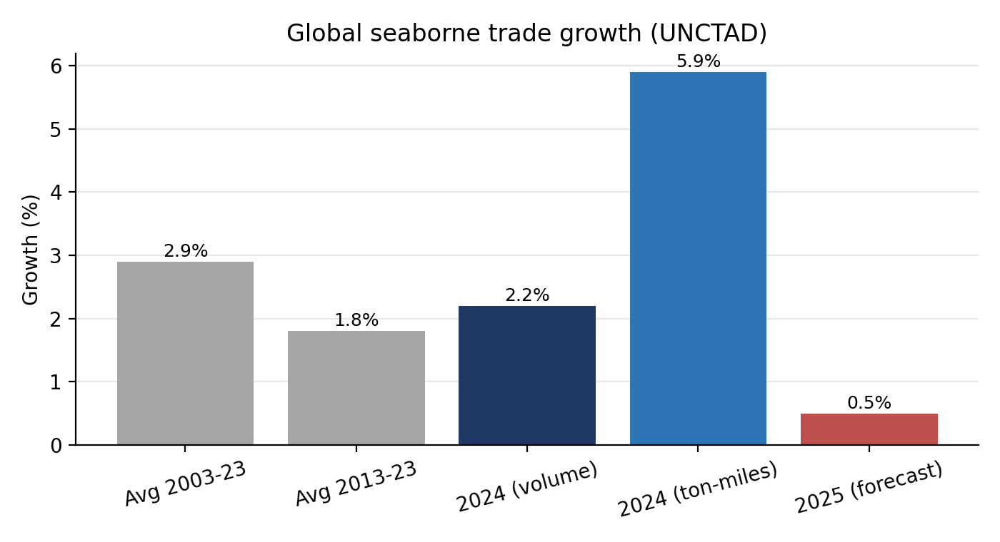 Global seaborne trade growth (UNCTAD)
Growth (%)
6
5
4
3
2
1
0
2.9%
1.8%
2.2%
5.9%
0.5%
Avg 2003-23
Avg 2013-23
2024 (volume)
2024 (ton-miles)
2025 (forecast)